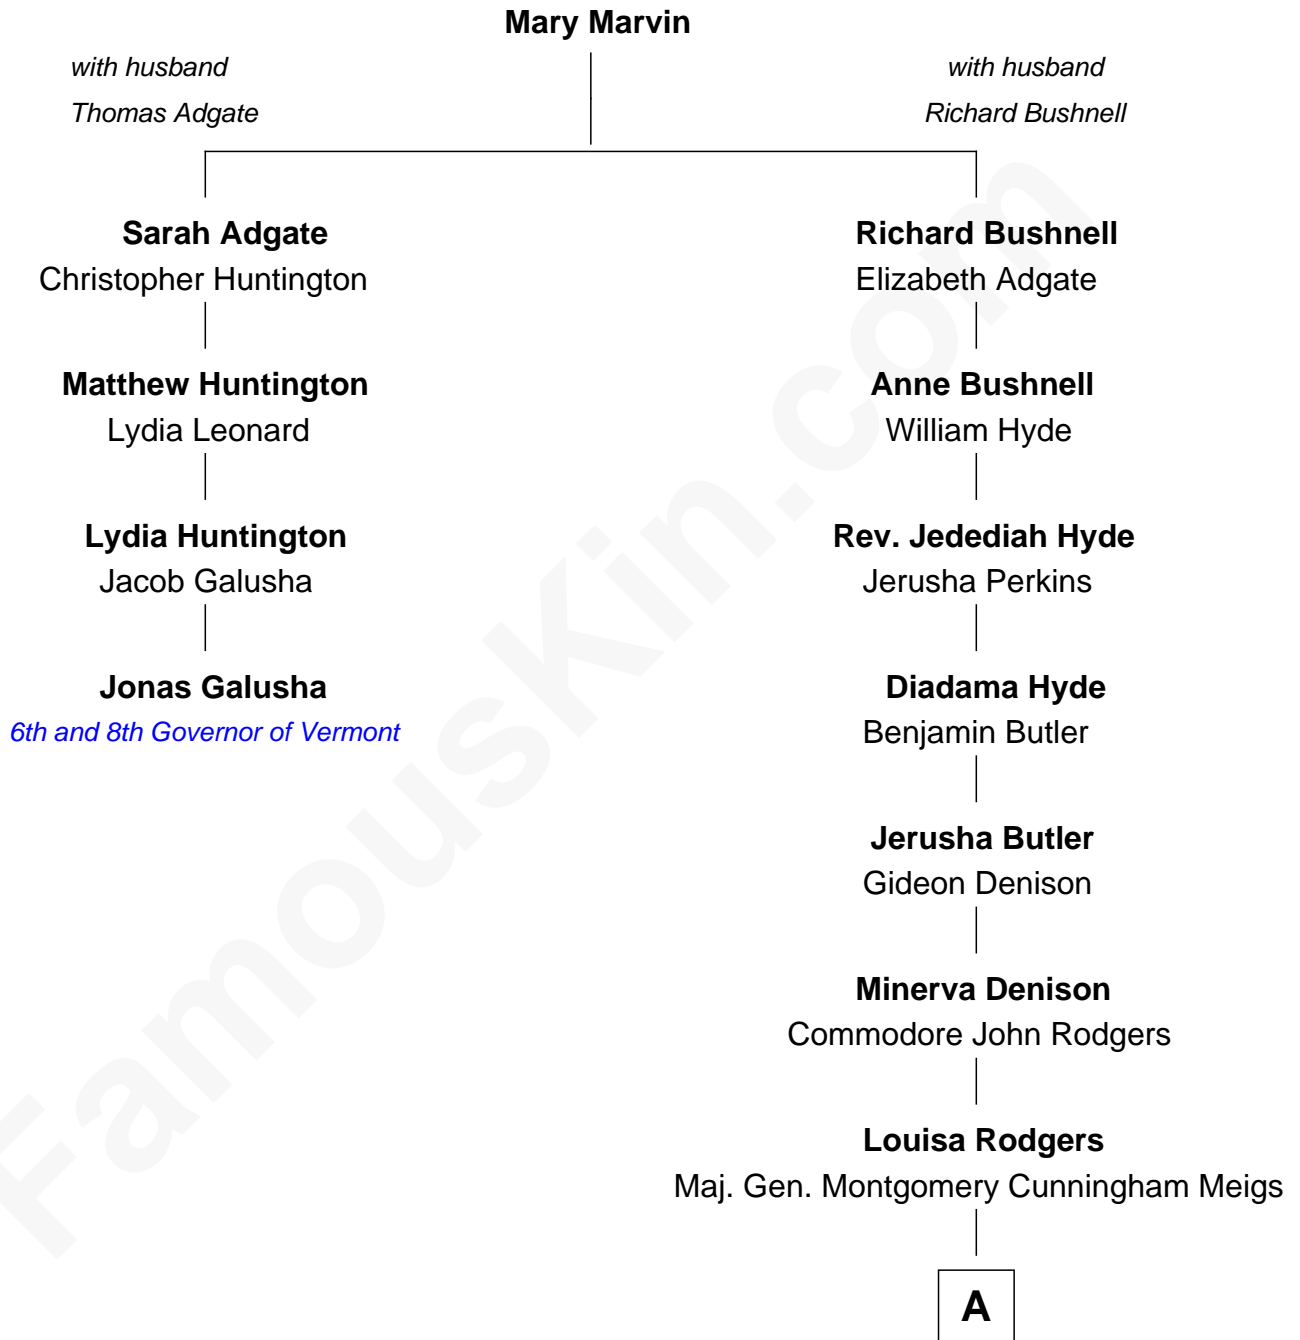 Mary Marvin
with husband
Thomas Adgate
with husband
Richard Bushnell
Sarah Adgate
Christopher Huntington
Matthew Huntington
Lydia Leonard
Lydia Huntington
Jacob Galusha
Jonas Galusha
6th and 8th Governor of Vermont
Richard Bushnell
Elizabeth Adgate
Anne Bushnell
William Hyde
Rev. Jedediah Hyde
Jerusha Perkins
Diadama Hyde
Benjamin Butler
Jerusha Butler
Gideon Denison
Minerva Denison
Commodore John Rodgers
Louisa Rodgers
Maj. Gen. Montgomery Cunningham Meigs
A
FamousKin.com